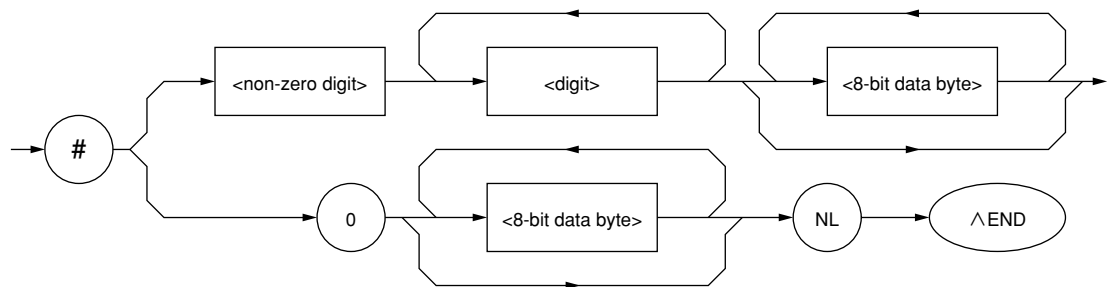 <non-zero digit>
<digit>
<8-bit data byte>
#
0
<8-bit data byte>
NL
∧END